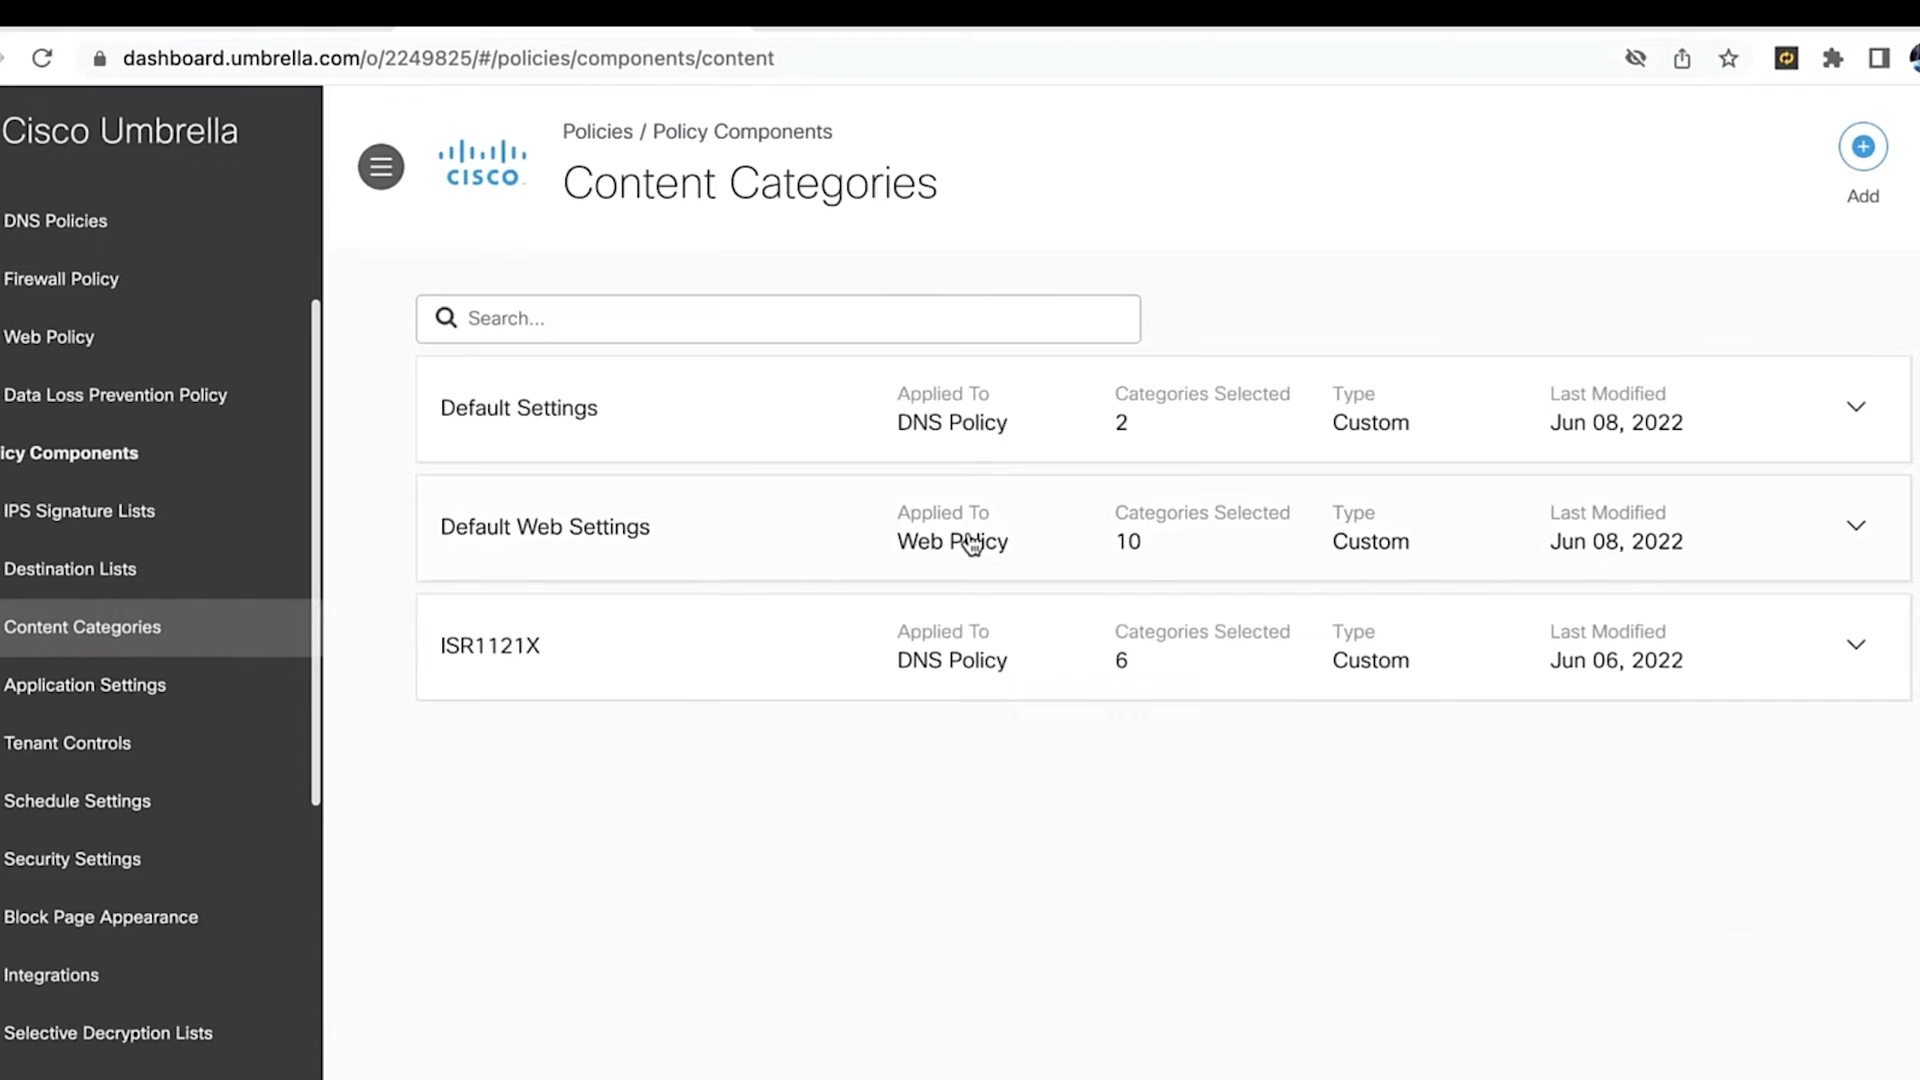 dashboard.umbrella.com/o/2249825/#/policies/components/content
Cisco Umbrella
DNS Policies
Firewall Policy
Web Policy
Data Loss Prevention Policy
icy Components
IPS Signature Lists
Destination Lists
Content Categories
Application Settings
Tenant Controls
Schedule Settings
Security Settings
Block Page Appearance
Integrations
Selective Decryption Lists
CISCO
Policies / Policy Components
Content Categories
Add
Search...
Default Settings
Applied To
DNS Policy
Categories Selected
2
Type
Custom
Last Modified
Jun 08, 2022
Default Web Settings
Applied To
Web Policy
Categories Selected
10
Type
Custom
Last Modified
Jun 08, 2022
ISR1121X
Applied To
DNS Policy
Categories Selected
6
Type
Custom
Last Modified
Jun 06, 2022